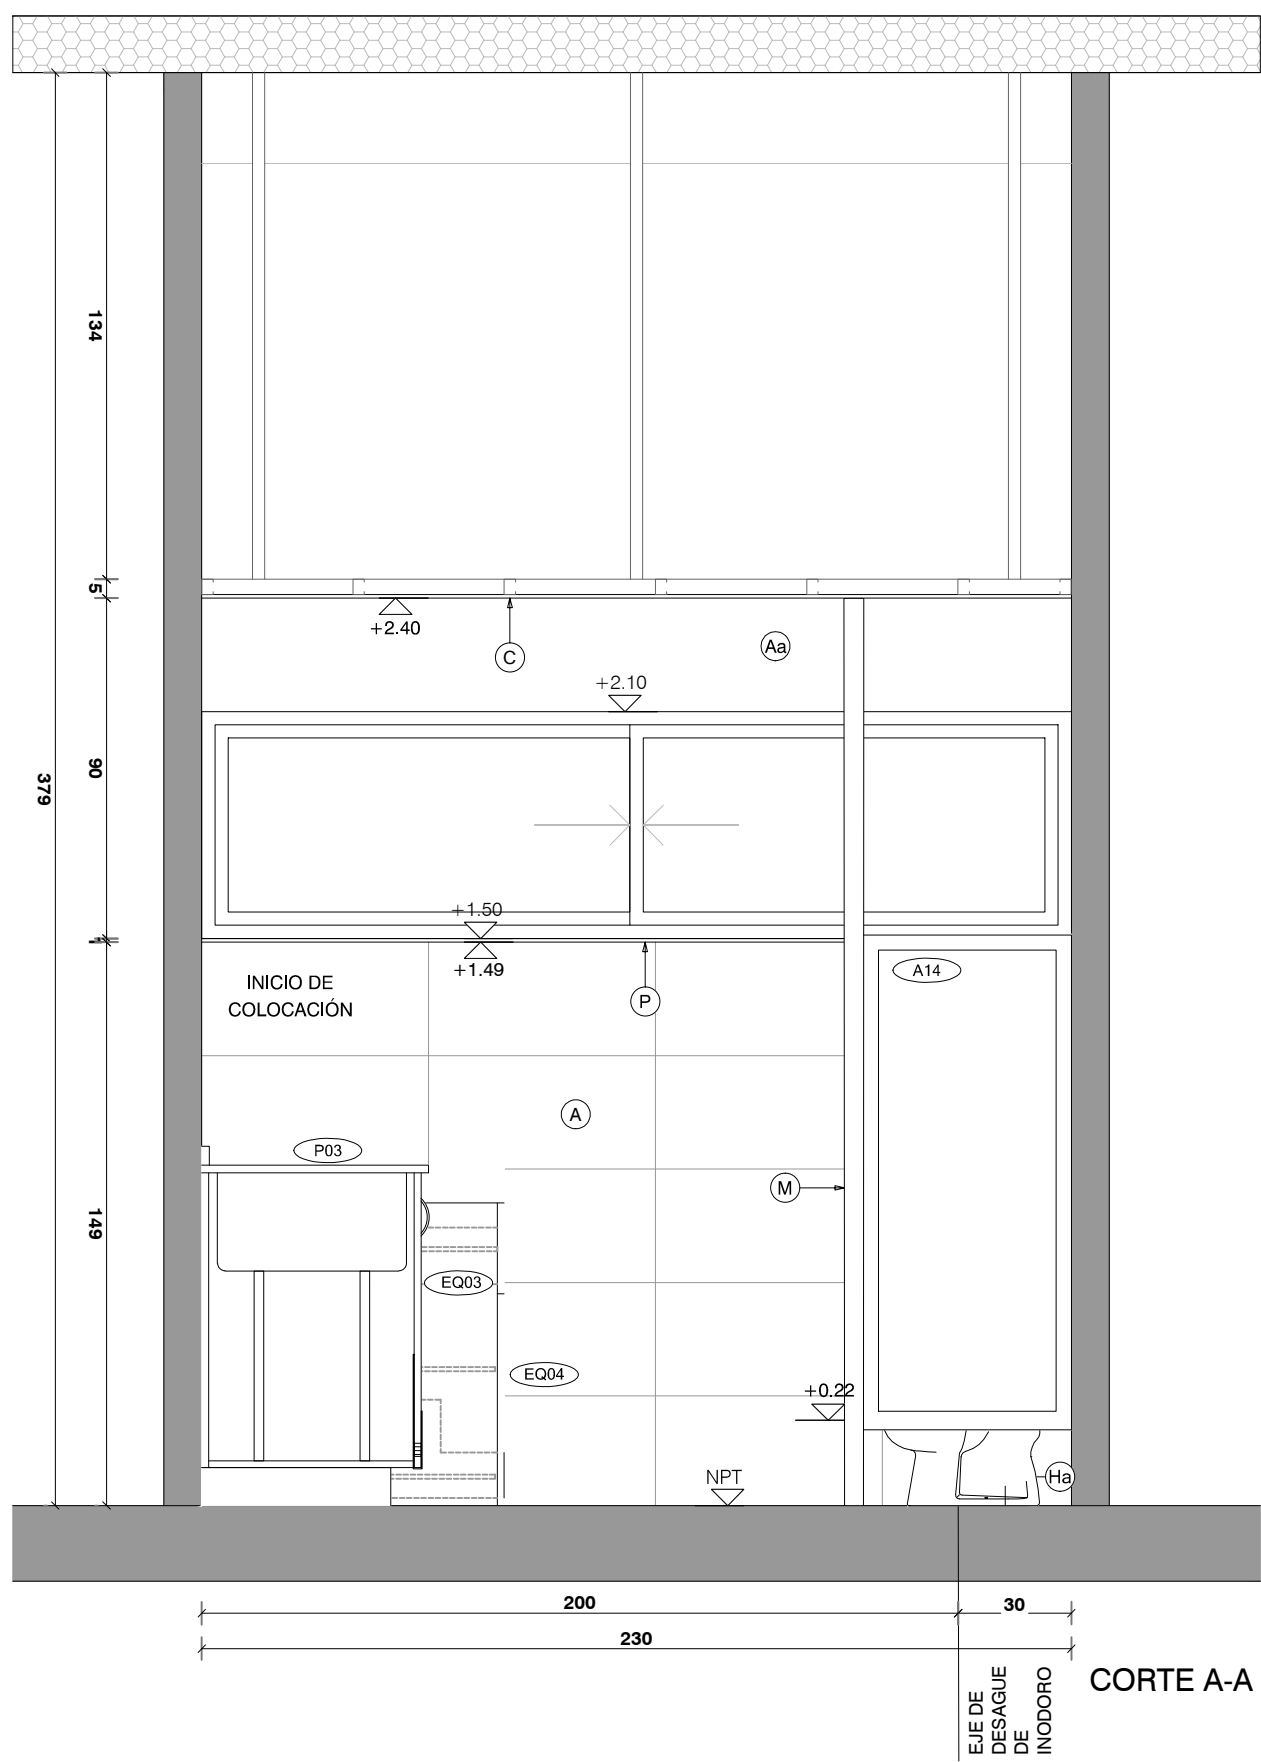 134
5
+2.40
C
Aa
+2.10
90
379
+1.50
+1.49
INICIO DE
COLOCACIÓN
P
A14
A
P03
M
149
EQ03
EQ04
+0.22
NPT
Ha
200
30
230
EJE DE
DESAGUE
DE
INODORO
CORTE A-A